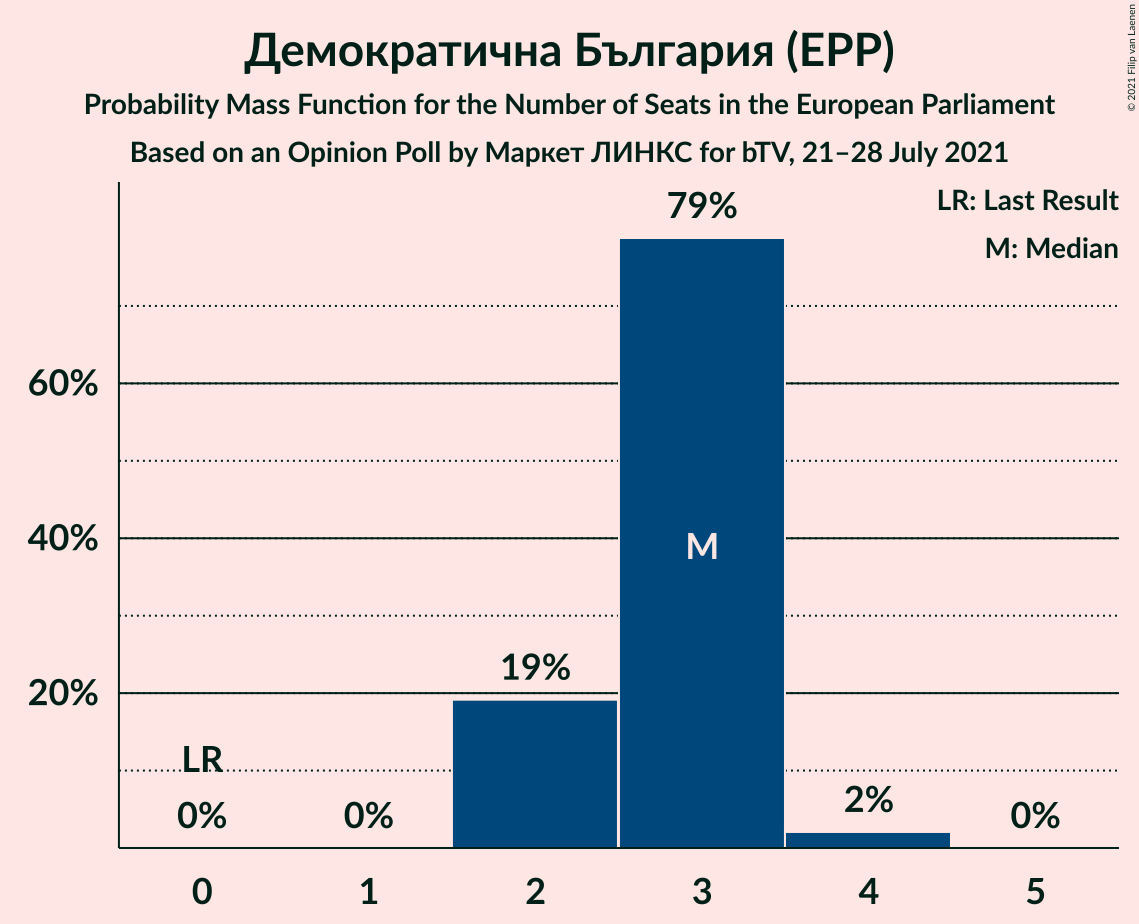 Демократична България (EPP)
Probability Mass Function for the Number of Seats in the European Parliament
Based on an Opinion Poll by Маркет ЛИНКС for bTV, 21–28 July 2021
© 2021 Filip van Laenen
LR: Last Result
M: Median
79%
60%
40%
M
19%
20%
LR
2%
0%
0%
0%
0
1
2
3
4
5